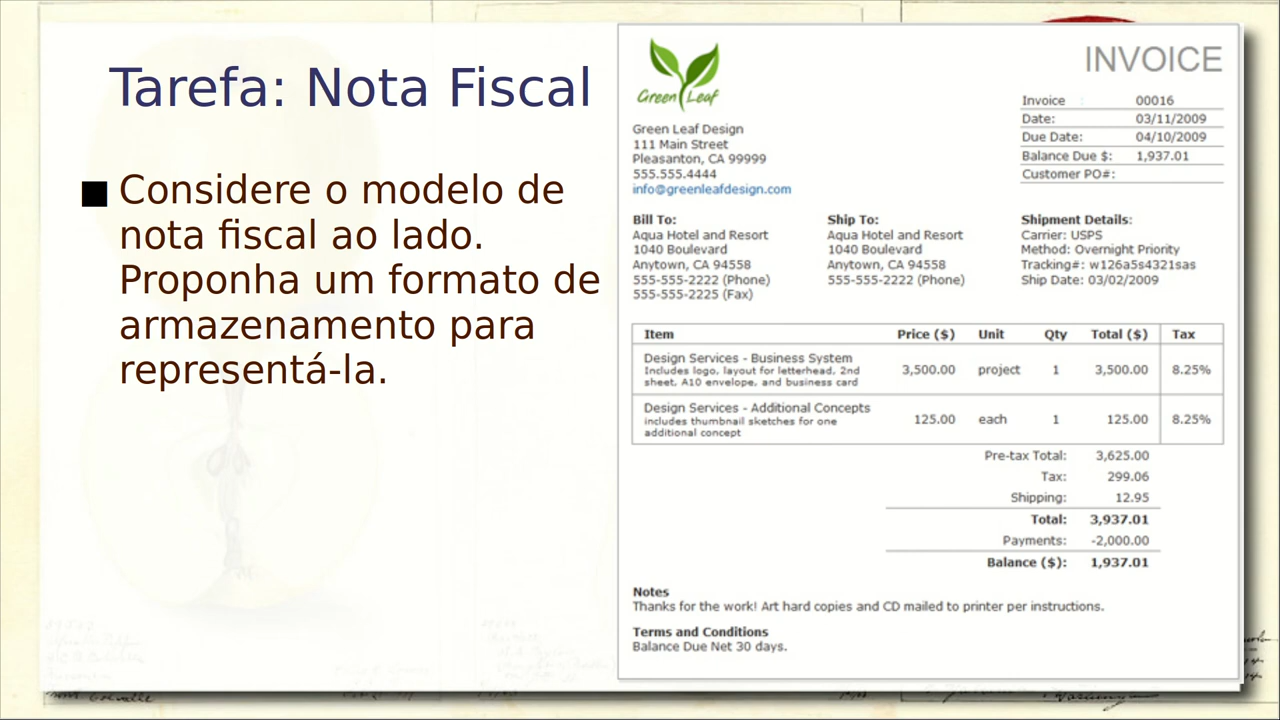 Tarefa: Nota Fiscal
■ Considere o modelo de
nota fiscal ao lado.
Proponha um formato de
armazenamento para
representá-la.
Green Leaf
INVOICE
Invoice 00016
Date: 03/11/2009
Due Date: 04/10/2009
Balance Due $: 1,937.01
Customer PO#:
Green Leaf Design
111 Main Street
Pleasanton, CA 99999
555.555.4444
info@greenleafdesign.com
Bill To:
Aqua Hotel and Resort
1040 Boulevard
Anytown, CA 94558
555-555-2222 (Phone)
555-555-2225 (Fax)
Ship To:
Aqua Hotel and Resort
1040 Boulevard
Anytown, CA 94558
555-555-2222 (Phone)
Shipment Details:
Carrier: USPS
Method: Overnight Priority
Tracking#: w126a5s4321sas
Ship Date: 03/02/2009
Item Price ($) Unit Qty Total ($) Tax
Design Services - Business System
Includes logo, layout for letterhead, 2nd
sheet, A10 envelope, and business card
3,500.00 project 1 3,500.00 8.25%
Design Services - Additional Concepts
includes thumbnail sketches for one
additional concept
125.00 each 1 125.00 8.25%
Pre-tax Total: 3,625.00
Tax: 299.06
Shipping: 12.95
Total: 3,937.01
Payments: -2,000.00
Balance ($): 1,937.01
Notes
Thanks for the work! Art hard copies and CD mailed to printer per instructions.
Terms and Conditions
Balance Due Net 30 days.